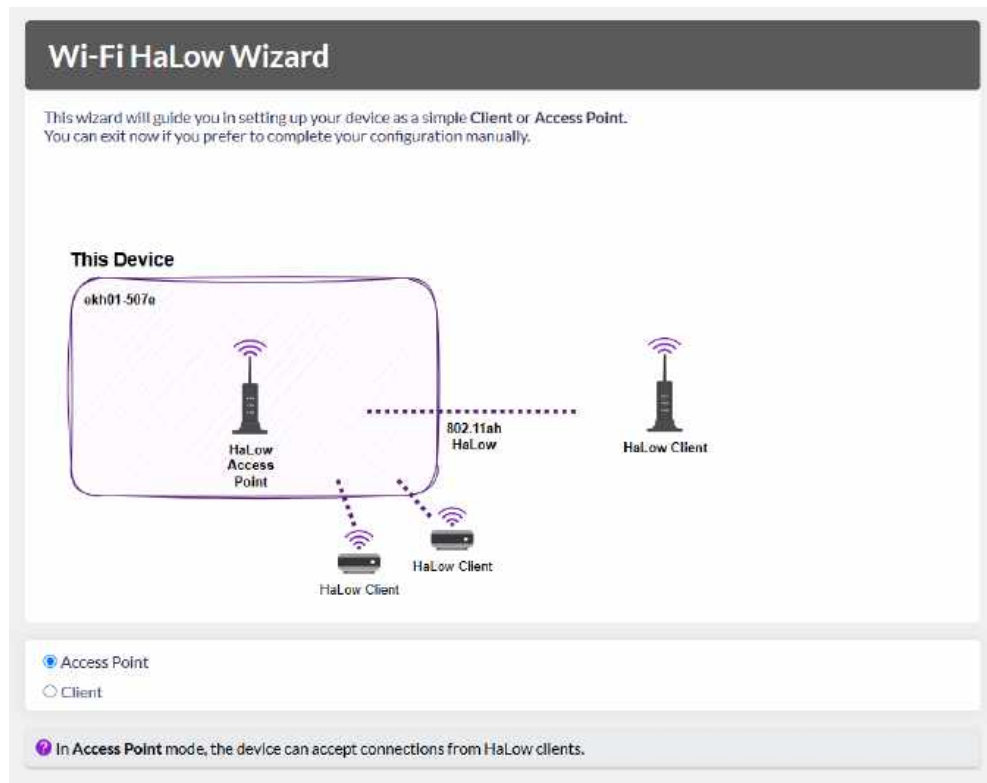 Wi-Fi HaLow Wizard
This wizard will guide you in setting up your device as a simple Client or Access Point.
You can exit now if you prefer to complete your configuration manually.
This Device
ekh01-507e
HaLow
Access
Point
802.11ah
HaLow
HaLow Client
HaLow Client
HaLow Client
Access Point
Client
In Access Point mode, the device can accept connections from HaLow clients.